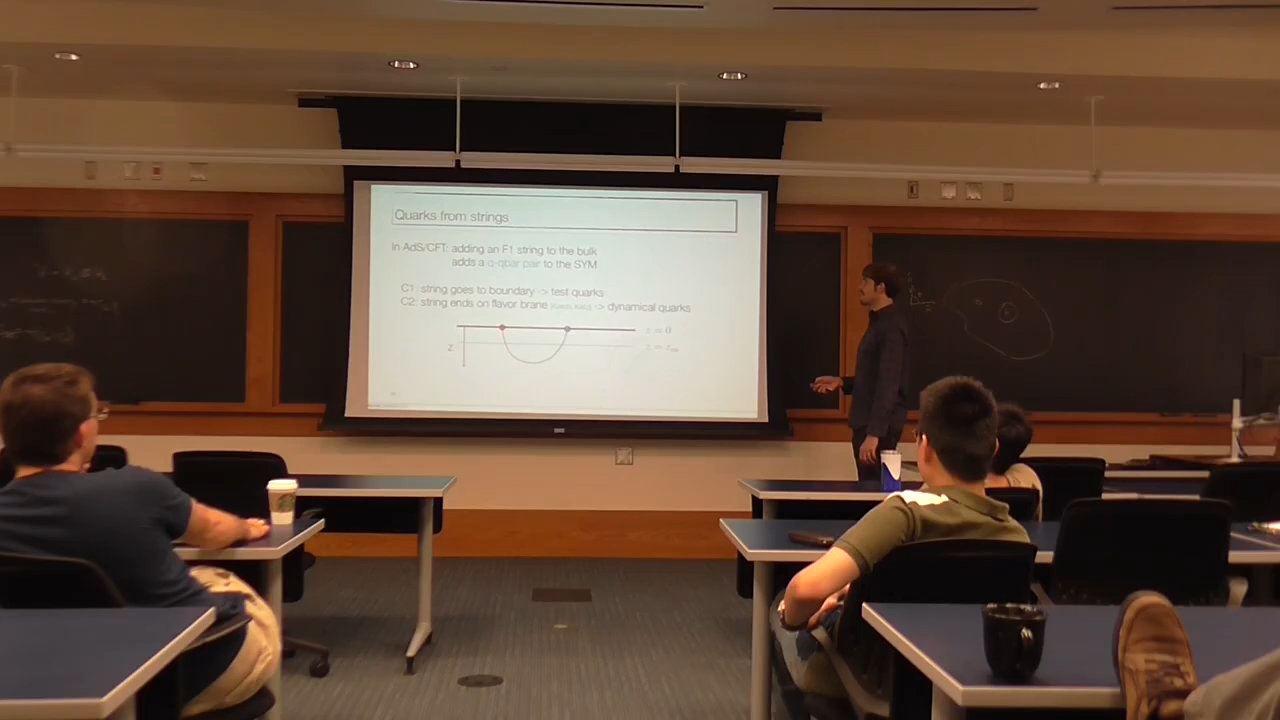 Quarks from strings
In AdS/CFT: adding an F1 string to the bulk
adds a q-qbar pair to the SYM
C1: string goes to boundary -> test quarks
C2: string ends on flavor brane -> dynamical quarks
z = 0
z
z = z